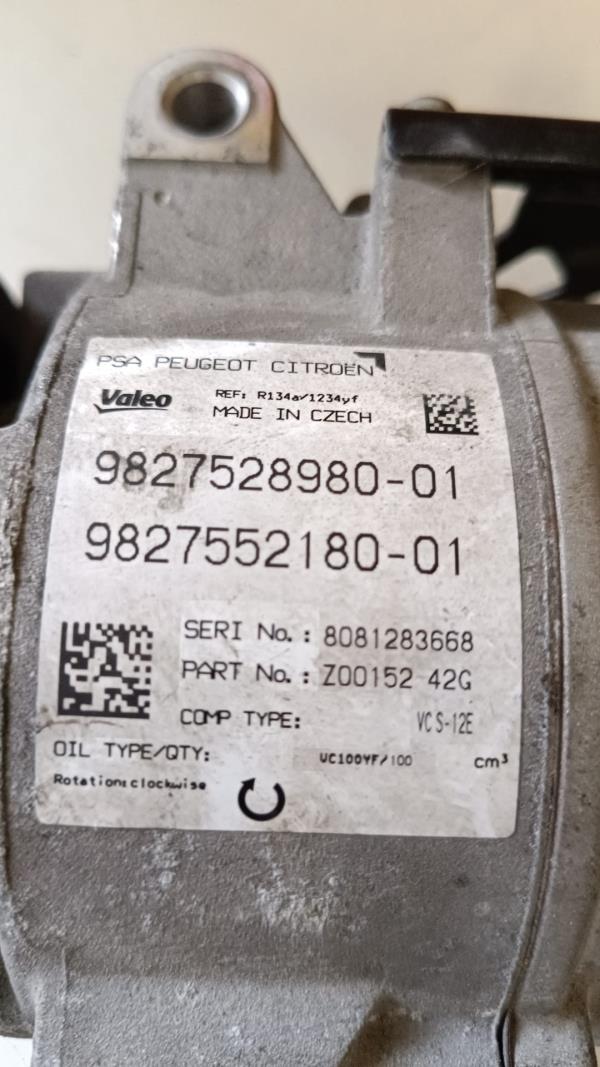 PSA PEUGEOT CITROËN
Valeo
REF: R134a/1234yf
MADE IN CZECH
9827528980-01
9827552180-01
SERI No.: 8081283668
PART No.: Z00152 42G
COMP TYPE: VCS-12E
OIL TYPE/QTY: VC100YF/100 cm³
Rotation:clockwise